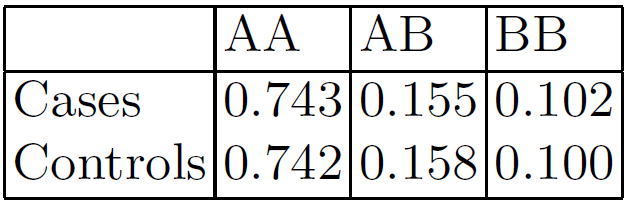 AA AB BB
Cases 0.743 0.155 0.102
Controls 0.742 0.158 0.100